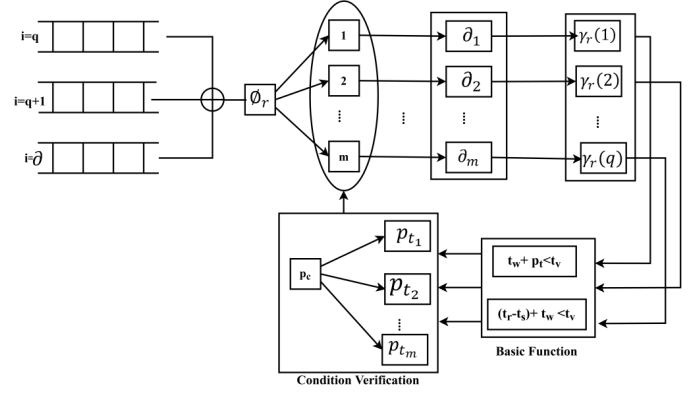 i=q
i=q+1
i=∂
∅r
1
2
m
∂1
∂2
∂m
γr(1)
γr(2)
γr(q)
pc
pt1
pt2
ptm
tw+ pt<tv
(tr-ts)+ tw <tv
Basic Function
Condition Verification